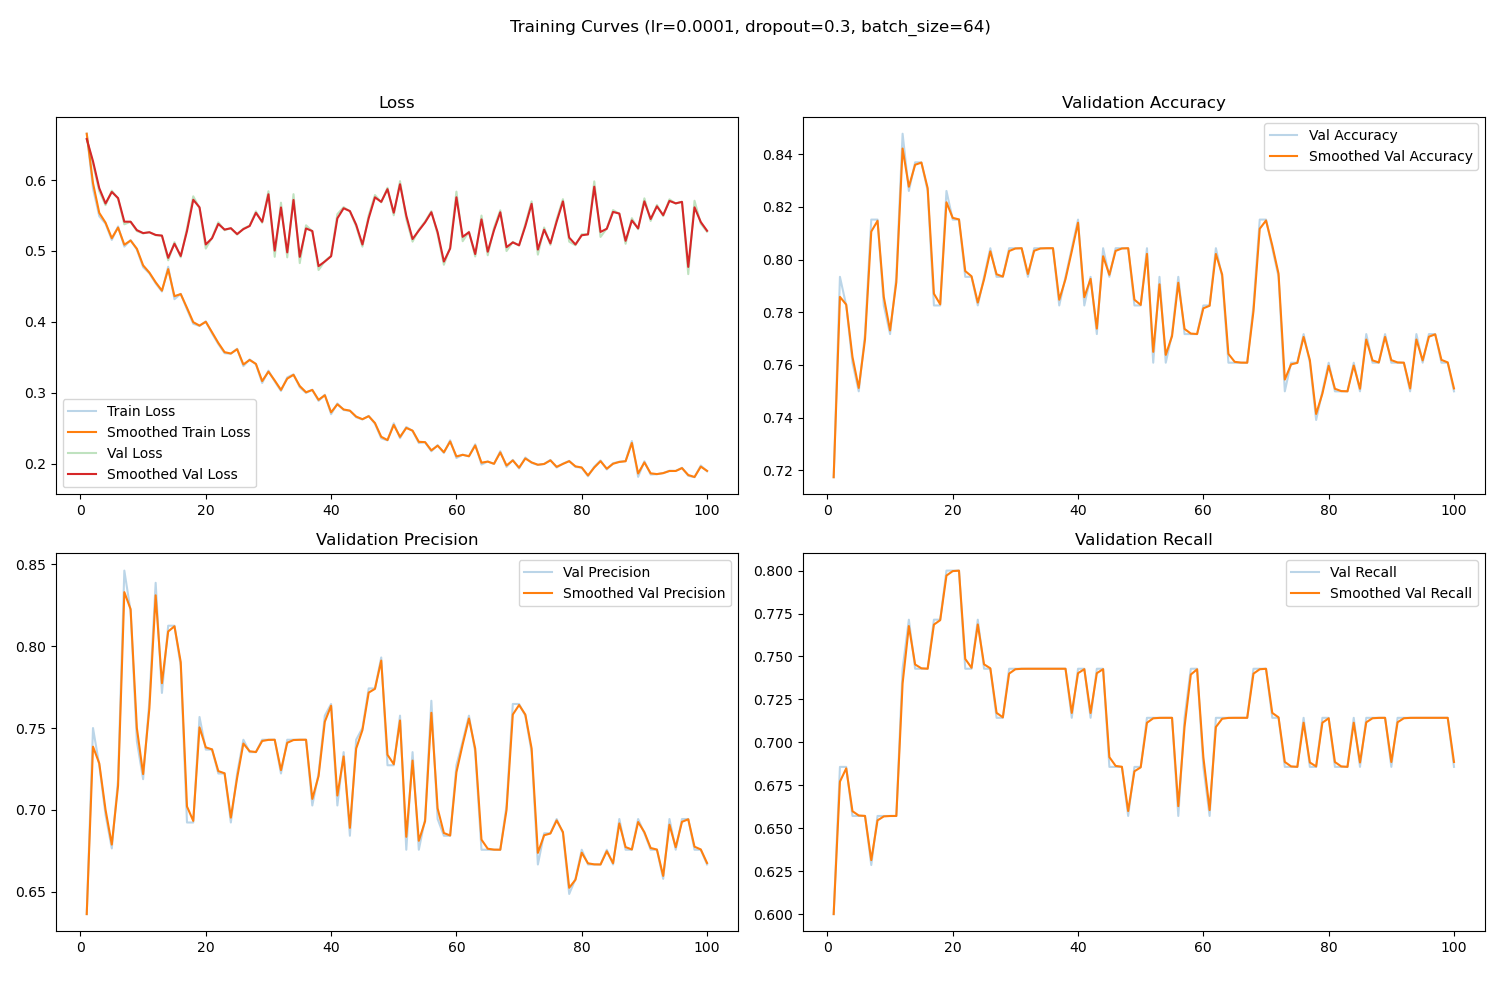 Training Curves (lr=0.0001, dropout=0.3, batch_size=64)
Loss
0.6
0.5
0.4
0.3
0.2
Train Loss
Smoothed Train Loss
Val Loss
Smoothed Val Loss
0 20 40 60 80 100
Validation Accuracy
0.84
0.82
0.80
0.78
0.76
0.74
0.72
Val Accuracy
Smoothed Val Accuracy
0 20 40 60 80 100
Validation Precision
0.85
0.80
0.75
0.70
0.65
Val Precision
Smoothed Val Precision
0 20 40 60 80 100
Validation Recall
0.800
0.775
0.750
0.725
0.700
0.675
0.650
0.625
0.600
Val Recall
Smoothed Val Recall
0 20 40 60 80 100